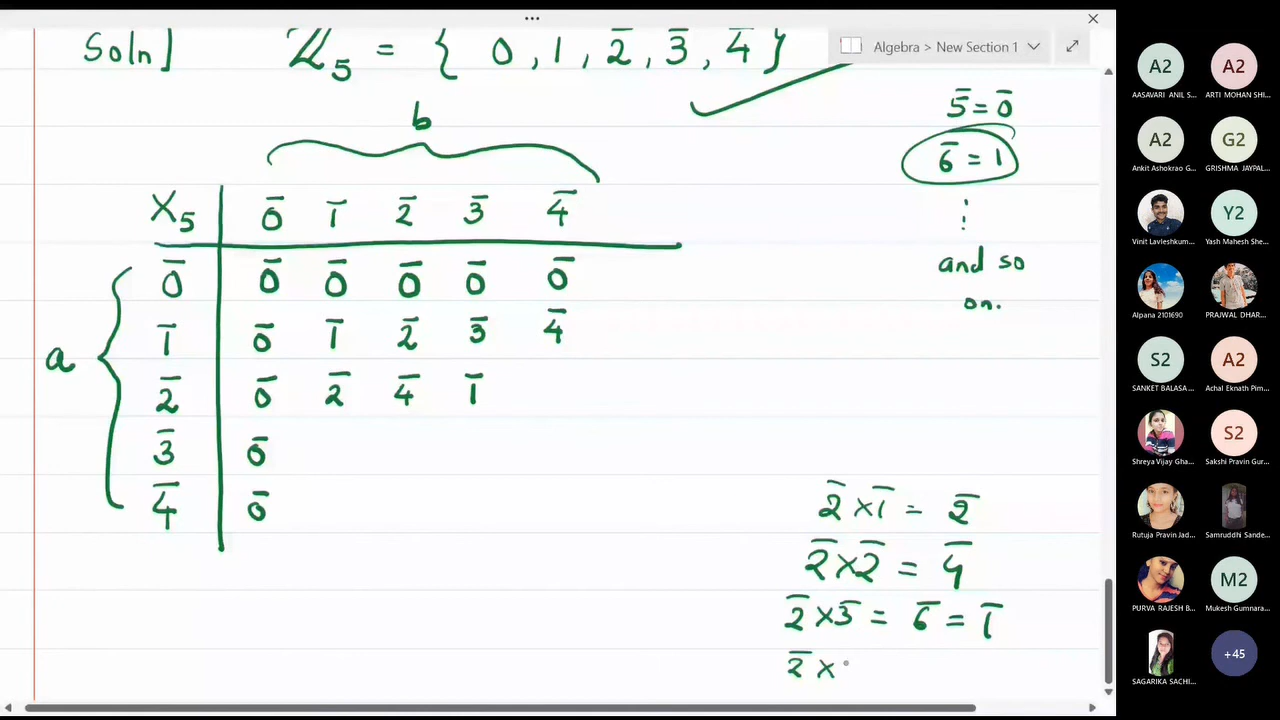 Soln] ℤ₅ = { 0, 1, 2̄, 3̄, 4̄ }
Algebra > New Section 1
b
5̄ = 0̄
6̄ = 1
⋮
and so
on.
X₅ 0̄ 1̄ 2̄ 3̄ 4̄
0̄ 0̄ 0̄ 0̄ 0̄ 0̄
1̄ 0̄ 1̄ 2̄ 3̄ 4̄
a
2̄ 0̄ 2̄ 4̄ 1̄
3̄ 0̄
4̄ 0̄
2̄ × 1̄ = 2̄
2̄ × 2̄ = 4̄
2̄ × 3̄ = 6̄ = 1̄
2̄ ×
A2 A2
AASAVARI ANIL S... ARTI MOHAN SHI...
A2 G2
Ankit Ashokrao G... GRISHMA JAYPAL...
Y2
Vinit Lavleshkum... Yash Mahesh She...
Alpana 2101690 PRAJWAL DHAR...
S2 A2
SANKET BALASA... Achal Eknath Pim...
S2
Shreya Vijay Gha... Sakshi Pravin Gur...
Rutuja Pravin Jad... Samruddhi Sande...
M2
PURVA RAJESH B... Mukesh Gumnara...
+45
SAGARIKA SACHI...